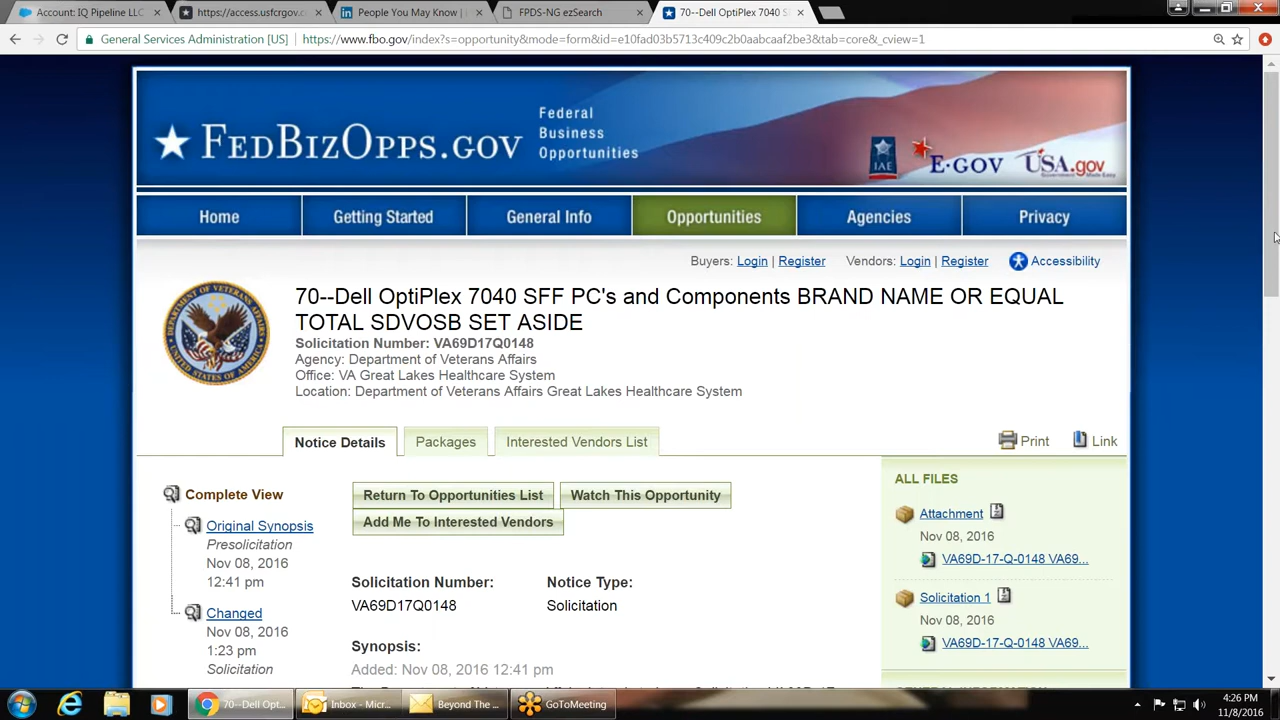 Account: IQ Pipeline LLC
https://access.usfcrgov.c
People You May Know |
FPDS-NG ezSearch
70--Dell OptiPlex 7040 S
General Services Administration [US]
https://www.fbo.gov/index?s=opportunity&mode=form&id=e10fad03b5713c409c2b0aabcaaf2be3&tab=core&_cview=1
FEDBIZOPPS.GOV
Federal
Business
Opportunities
IAE
E-GOV
USA.gov
Home
Getting Started
General Info
Opportunities
Agencies
Privacy
Buyers: Login | Register Vendors: Login | Register Accessibility
DEPARTMENT OF VETERANS AFFAIRS
70--Dell OptiPlex 7040 SFF PC's and Components BRAND NAME OR EQUAL
TOTAL SDVOSB SET ASIDE
Solicitation Number: VA69D17Q0148
Agency: Department of Veterans Affairs
Office: VA Great Lakes Healthcare System
Location: Department of Veterans Affairs Great Lakes Healthcare System
Notice Details
Packages
Interested Vendors List
Print
Link
Complete View
Original Synopsis
Presolicitation
Nov 08, 2016
12:41 pm
Changed
Nov 08, 2016
1:23 pm
Solicitation
Return To Opportunities List
Watch This Opportunity
Add Me To Interested Vendors
Solicitation Number:
VA69D17Q0148
Notice Type:
Solicitation
Synopsis:
Added: Nov 08, 2016 12:41 pm
ALL FILES
Attachment
Nov 08, 2016
VA69D-17-Q-0148 VA69...
Solicitation 1
Nov 08, 2016
VA69D-17-Q-0148 VA69...
70--Dell Opt...
Inbox - Micr...
Beyond The ...
GoToMeeting
4:26 PM
11/8/2016